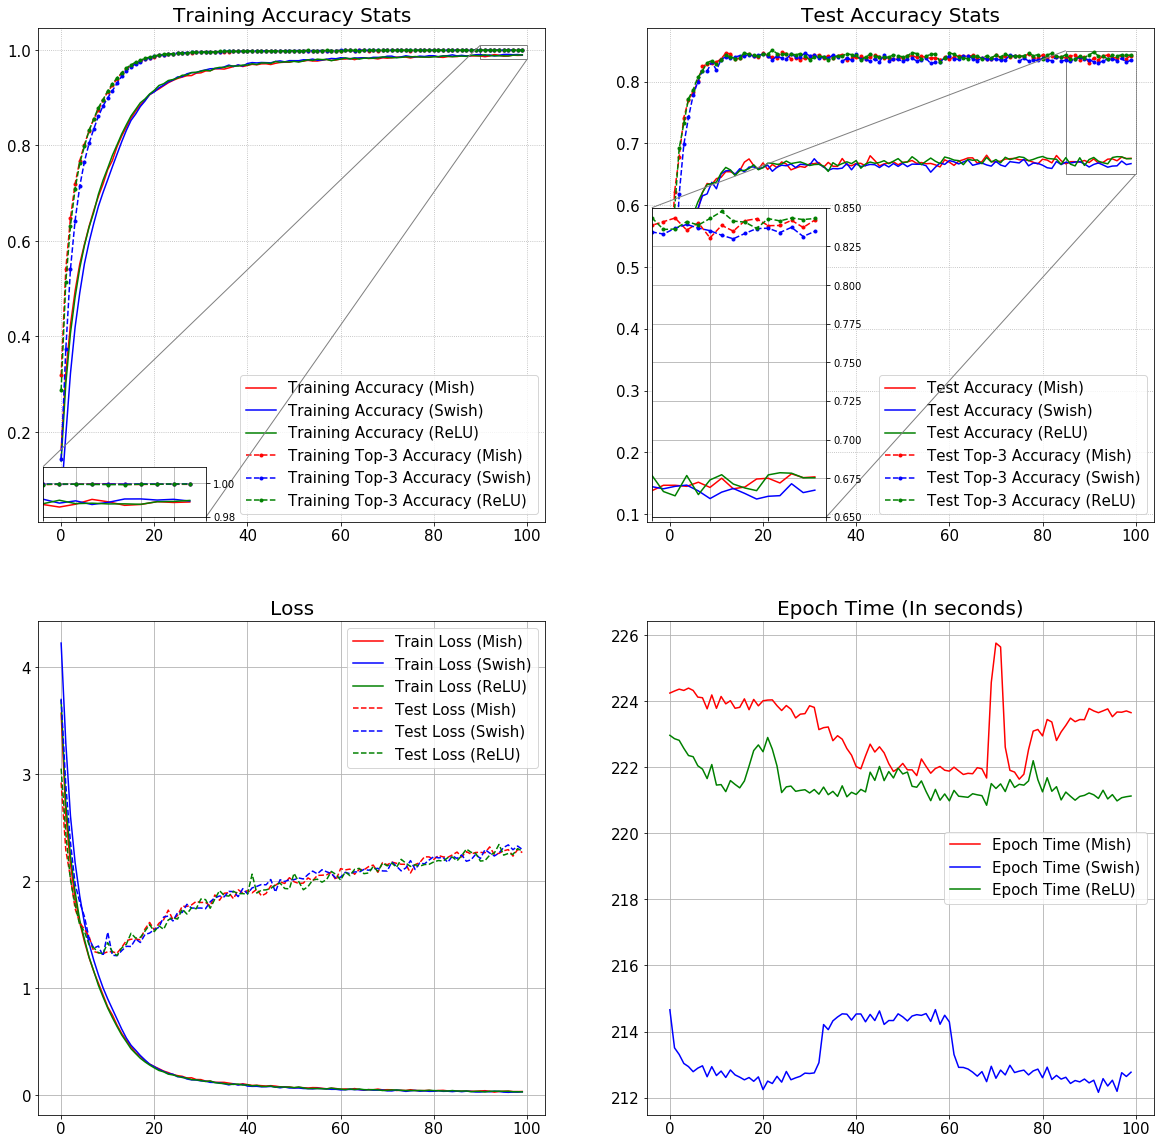 Training Accuracy Stats
1.0
0.8
0.6
0.4
0.2
0 20 40 60 80 100
1.00
0.98
Training Accuracy (Mish)
Training Accuracy (Swish)
Training Accuracy (ReLU)
Training Top-3 Accuracy (Mish)
Training Top-3 Accuracy (Swish)
Training Top-3 Accuracy (ReLU)
Test Accuracy Stats
0.8
0.7
0.6
0.5
0.4
0.3
0.2
0.1
0 20 40 60 80 100
0.850
0.825
0.800
0.775
0.750
0.725
0.700
0.675
0.650
Test Accuracy (Mish)
Test Accuracy (Swish)
Test Accuracy (ReLU)
Test Top-3 Accuracy (Mish)
Test Top-3 Accuracy (Swish)
Test Top-3 Accuracy (ReLU)
Loss
4
3
2
1
0
0 20 40 60 80 100
Train Loss (Mish)
Train Loss (Swish)
Train Loss (ReLU)
Test Loss (Mish)
Test Loss (Swish)
Test Loss (ReLU)
Epoch Time (In seconds)
226
224
222
220
218
216
214
212
0 20 40 60 80 100
Epoch Time (Mish)
Epoch Time (Swish)
Epoch Time (ReLU)